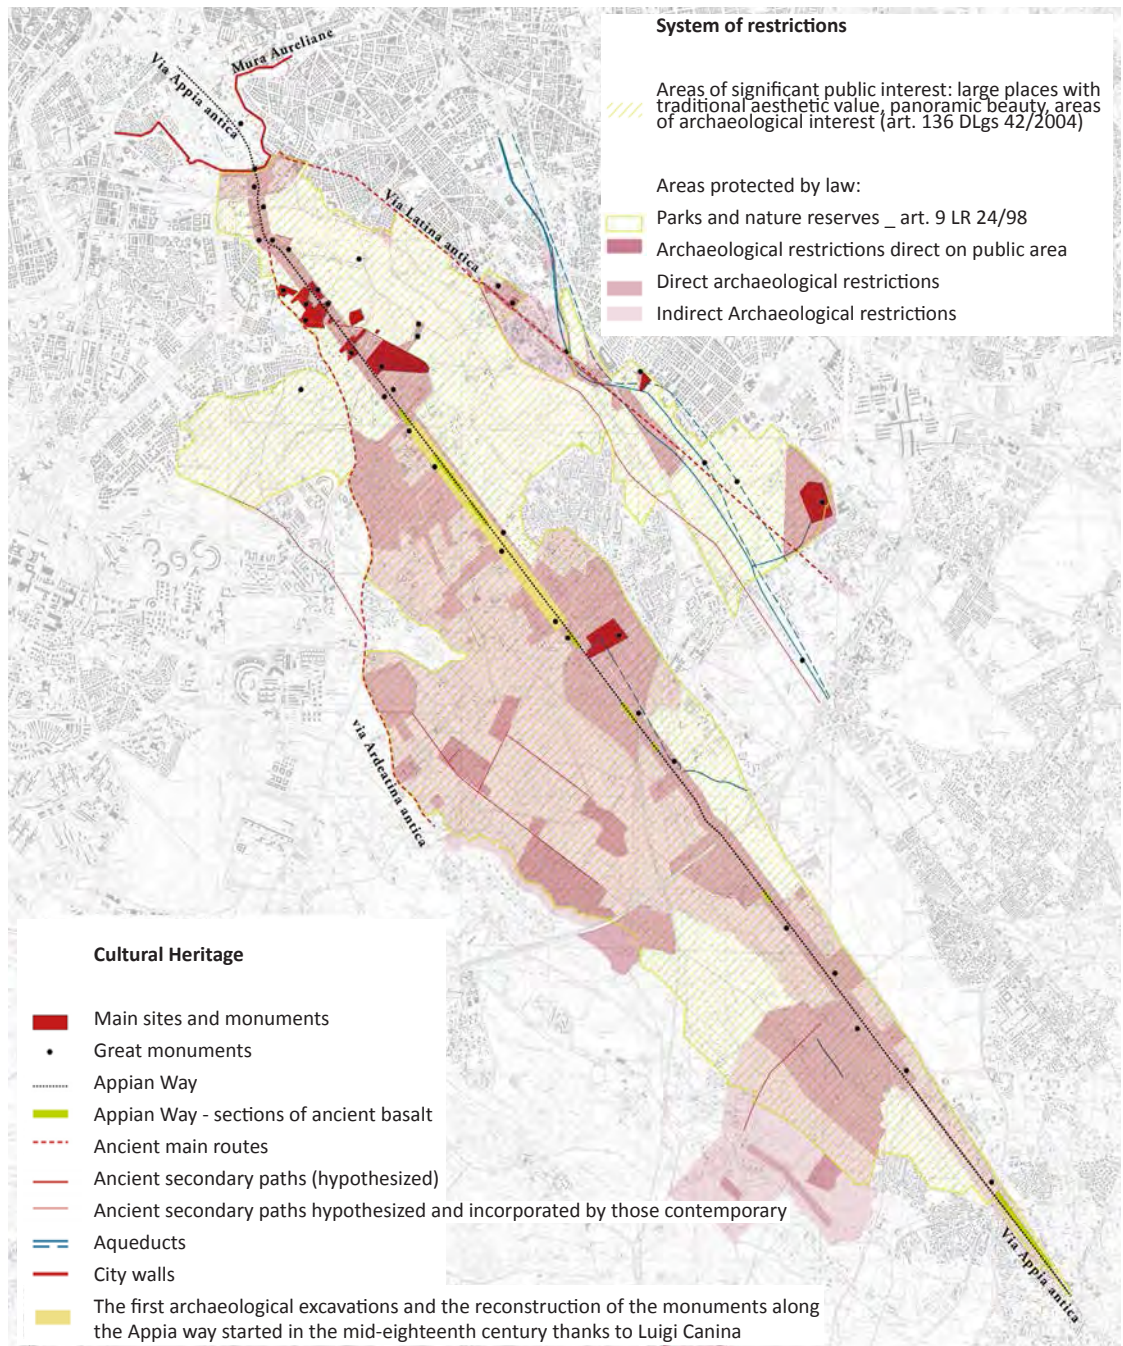 System of restrictions
Areas of significant public interest: large places with
traditional aesthetic value, panoramic beauty, areas
of archaeological interest (art. 136 DLgs 42/2004)
Areas protected by law:
Parks and nature reserves _ art. 9 LR 24/98
Archaeological restrictions direct on public area
Direct archaeological restrictions
Indirect Archaeological restrictions
Mura Aureliane
Via Appia antica
Via Latina antica
via Ardeatina antica
Via Appia antica
Cultural Heritage
Main sites and monuments
Great monuments
Appian Way
Appian Way - sections of ancient basalt
Ancient main routes
Ancient secondary paths (hypothesized)
Ancient secondary paths hypothesized and incorporated by those contemporary
Aqueducts
City walls
The first archaeological excavations and the reconstruction of the monuments along
the Appia way started in the mid-eighteenth century thanks to Luigi Canina